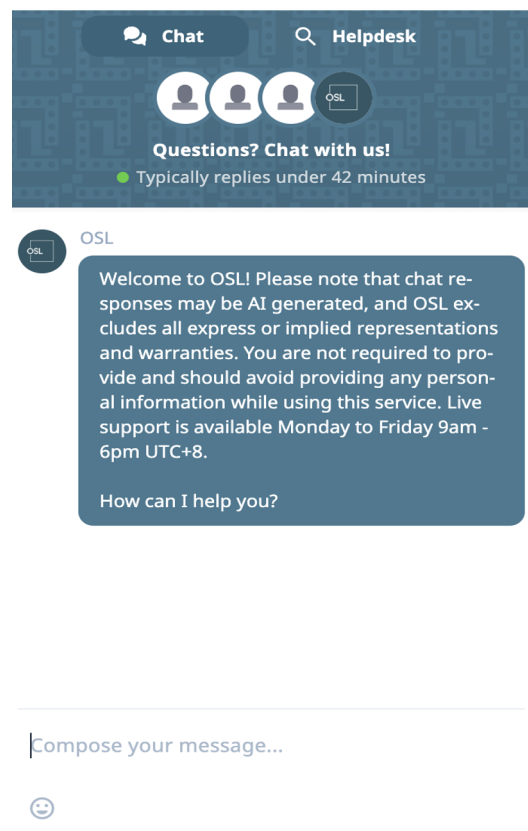 Chat
Helpdesk
OSL
Questions? Chat with us!
Typically replies under 42 minutes
OSL
OSL
Welcome to OSL! Please note that chat re-
sponses may be AI generated, and OSL ex-
cludes all express or implied representations
and warranties. You are not required to pro-
vide and should avoid providing any person-
al information while using this service. Live
support is available Monday to Friday 9am -
6pm UTC+8.
How can I help you?
Compose your message...